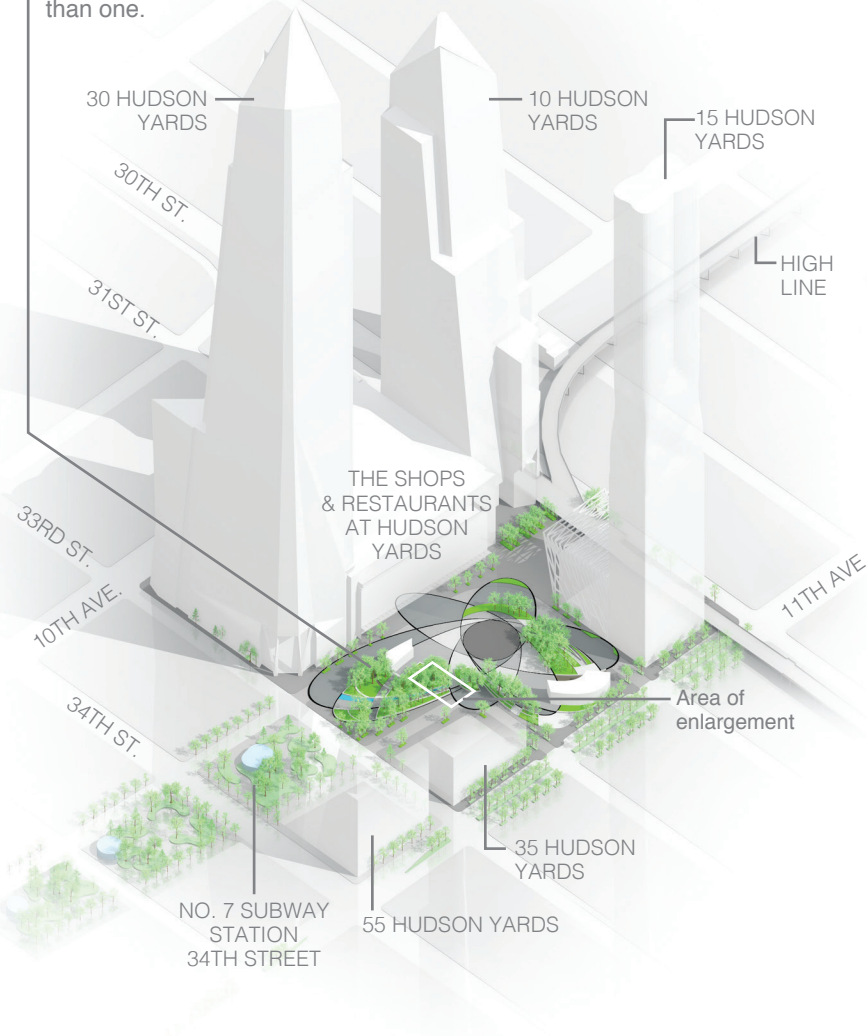 than one.
30 HUDSON
YARDS
10 HUDSON
YARDS
15 HUDSON
YARDS
30TH ST.
HIGH
LINE
31ST ST.
THE SHOPS
& RESTAURANTS
AT HUDSON
YARDS
33RD ST.
10TH AVE.
11TH AVE
34TH ST.
Area of
enlargement
35 HUDSON
YARDS
NO. 7 SUBWAY
STATION
34TH STREET
55 HUDSON YARDS